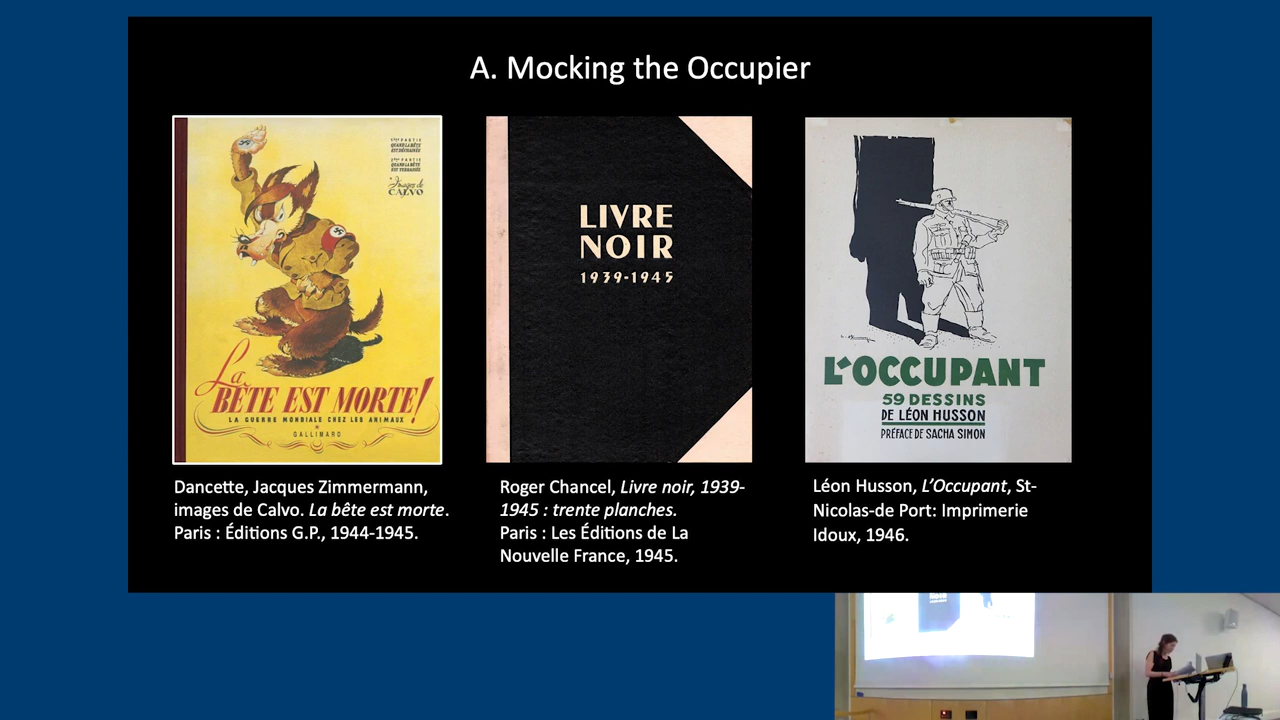 A. Mocking the Occupier
1ère PARTIE
QUAND LA BÊTE
EST DÉCHAÎNÉE
2ème PARTIE
QUAND LA BÊTE
EST TERRASSÉE
Images de
CALVO
La
BÊTE EST MORTE!
LA GUERRE MONDIALE CHEZ LES ANIMAUX
GALLIMARD
Dancette, Jacques Zimmermann,
images de Calvo. La bête est morte.
Paris : Éditions G.P., 1944-1945.
LIVRE
NOIR
1939-1945
Roger Chancel, Livre noir, 1939-
1945 : trente planches.
Paris : Les Éditions de La
Nouvelle France, 1945.
L'OCCUPANT
59 DESSINS
DE LÉON HUSSON
PRÉFACE DE SACHA SIMON
Léon Husson, L’Occupant, St-
Nicolas-de Port: Imprimerie
Idoux, 1946.